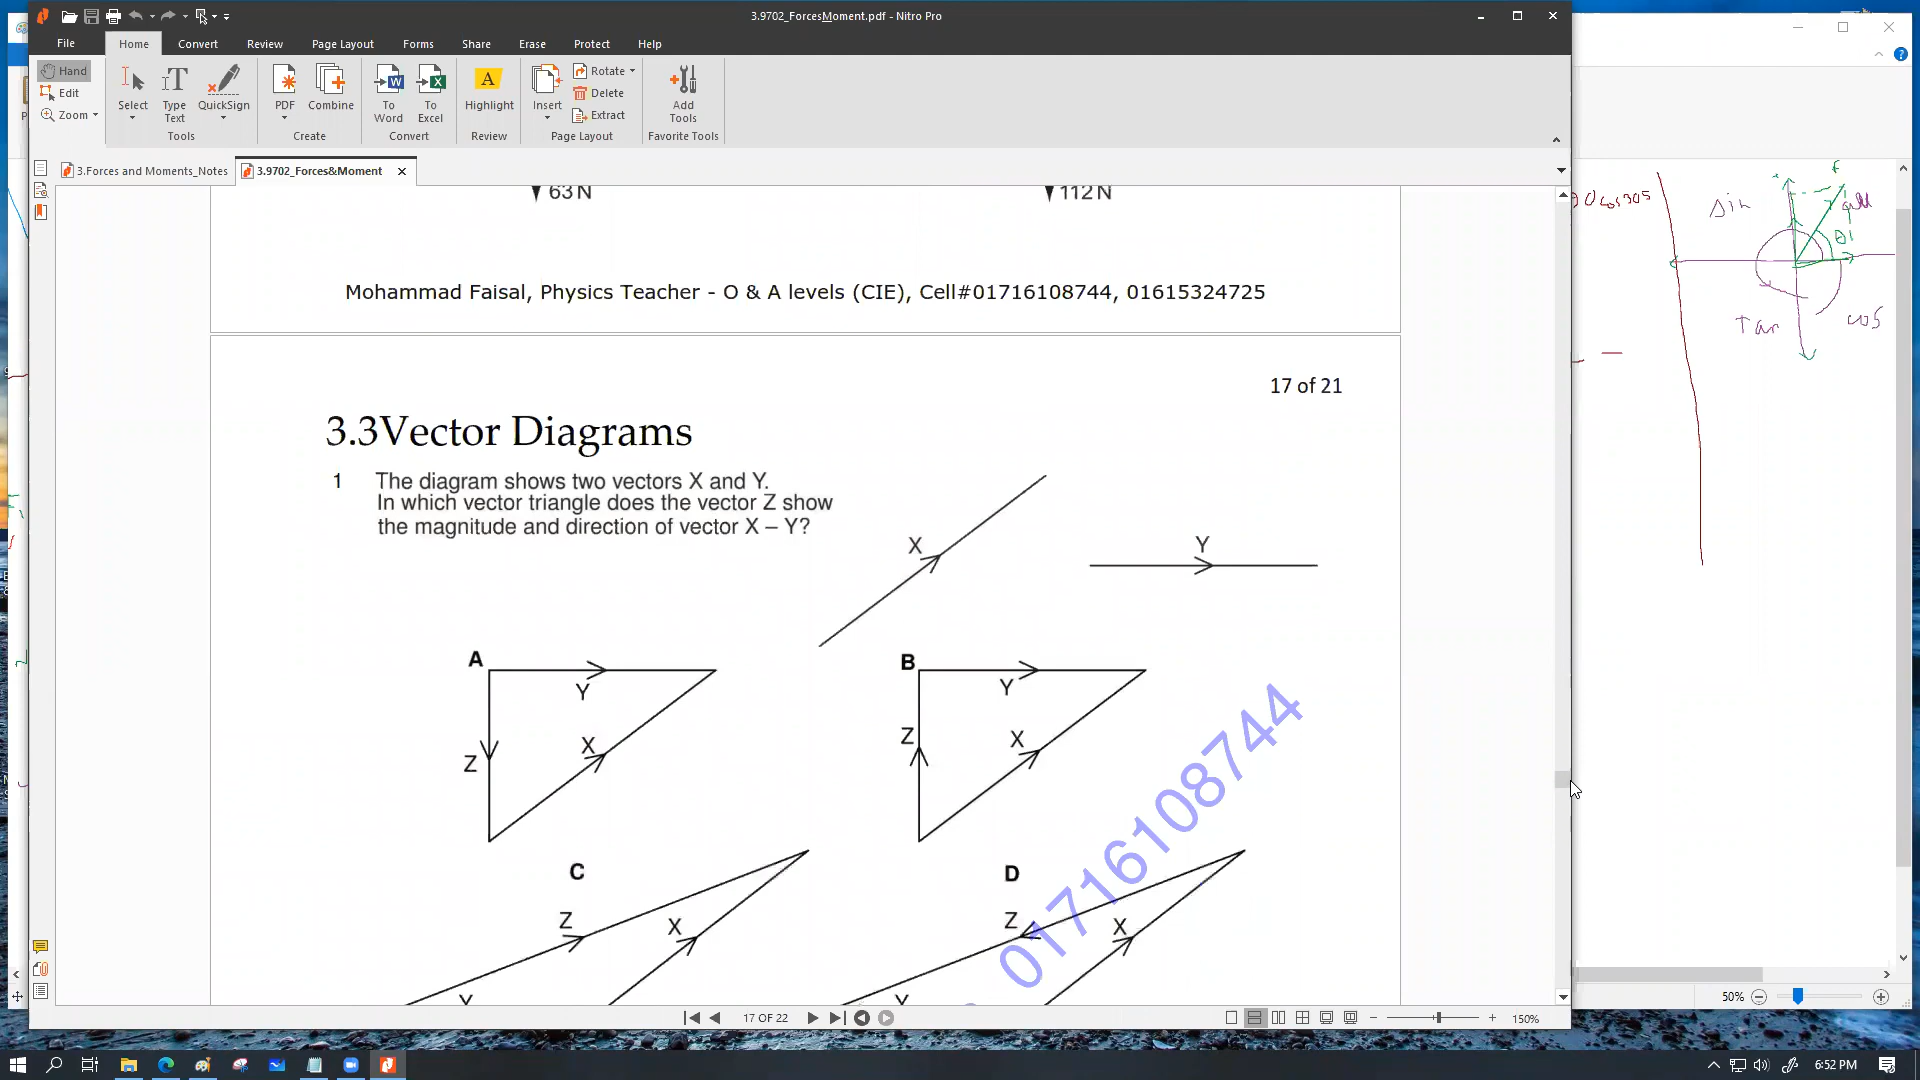 3.9702_ForcesMoment.pdf - Nitro Pro
File Home Convert Review Page Layout Forms Share Erase Protect Help
Hand
Edit
Zoom
Select
Type Text
QuickSign
Tools
PDF
Combine
Create
To Word
To Excel
Convert
Highlight
Review
Insert
Rotate
Delete
Extract
Page Layout
Add Tools
Favorite Tools
3.Forces and Moments_Notes
3.9702_Forces&Moment
63 N
112 N
Mohammad Faisal, Physics Teacher - O & A levels (CIE), Cell#01716108744, 01615324725
17 of 21
3.3Vector Diagrams
1 The diagram shows two vectors X and Y.
In which vector triangle does the vector Z show
the magnitude and direction of vector X – Y?
X
Y
A
Y
Z
X
B
Y
Z
X
C
Z
X
Y
D
Z
X
Y
01716108744
sin
all
θ
Tan
cos
17 OF 22
150%
50%
6:52 PM